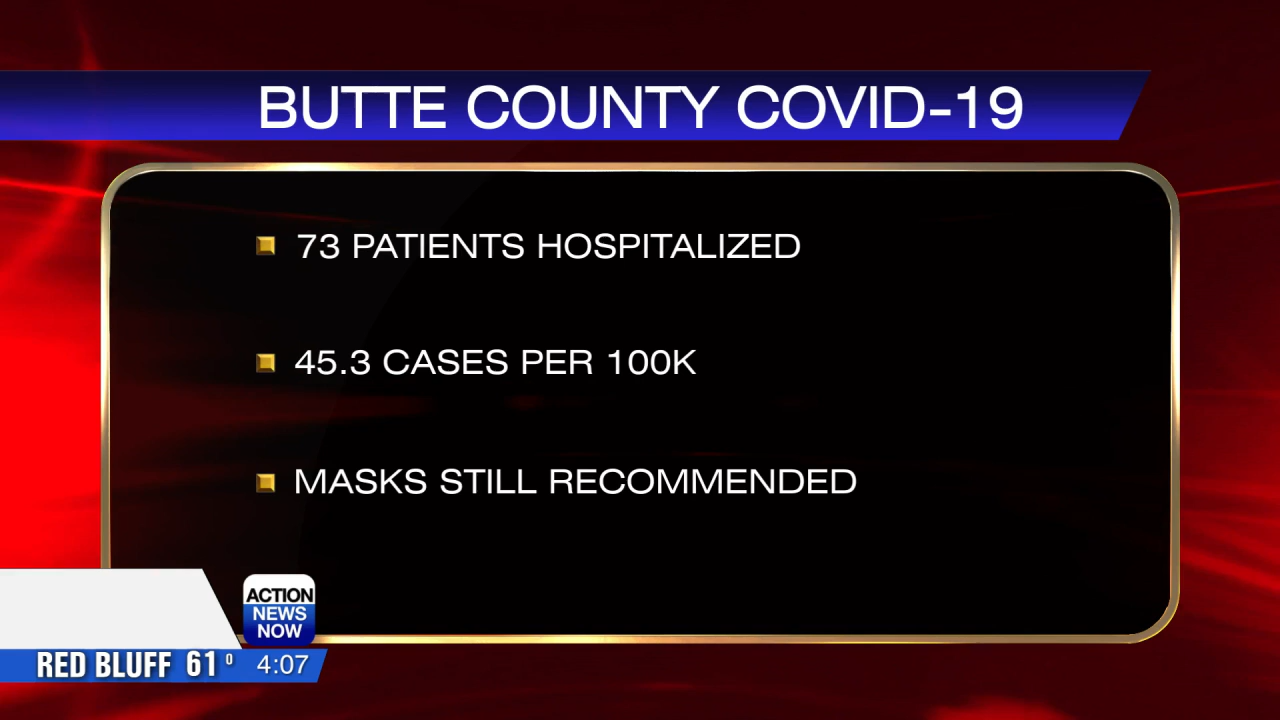 BUTTE COUNTY COVID-19
73 PATIENTS HOSPITALIZED
45.3 CASES PER 100K
MASKS STILL RECOMMENDED
ACTION
NEWS
NOW
RED BLUFF 61° 4:07